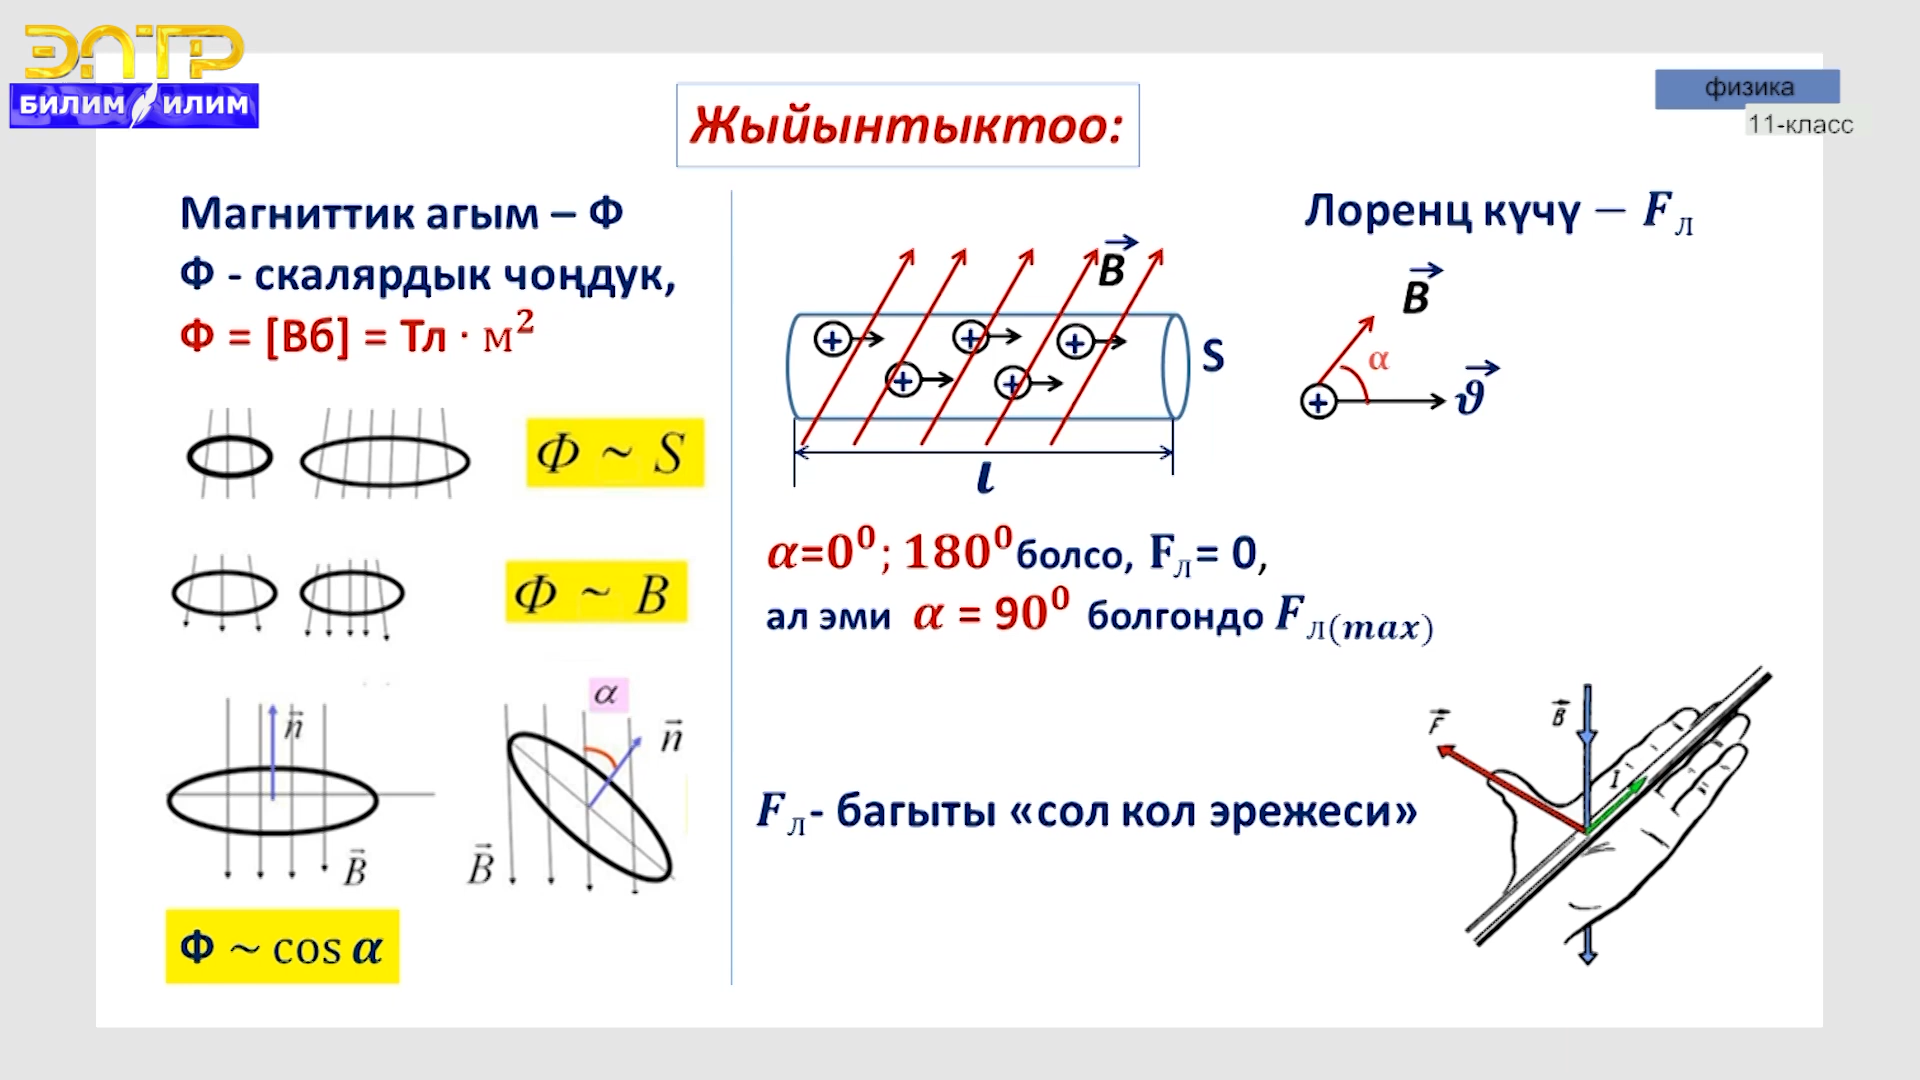 ЭЛТР
БИЛИМ ИЛИМ
физика
11-класс
Жыйынтыктоо:
Магниттик агым – Ф
Ф - скалярдык чоңдук,
Ф = [Вб] = Тл · м²
Ф ~ S
Ф ~ B
n
B
α
n
B
Ф ~ cos α
B
S
l
Лоренц күчү – Fл
B
α
ϑ
α=0⁰; 180⁰болсо, Fл= 0,
ал эми α = 90⁰ болгондо Fл(max)
Fл- багыты «сол кол эрежеси»
F
B
I